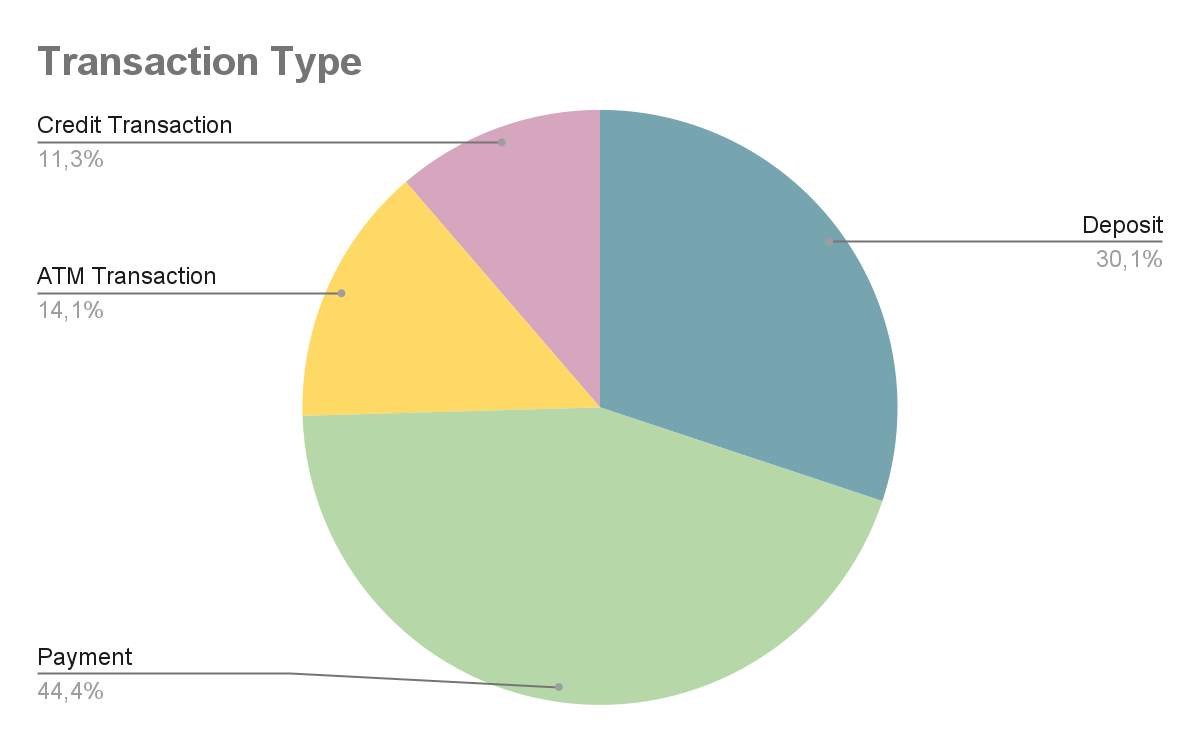 Transaction Type
Credit Transaction
11,3%
Deposit
30,1%
ATM Transaction
14,1%
Payment
44,4%